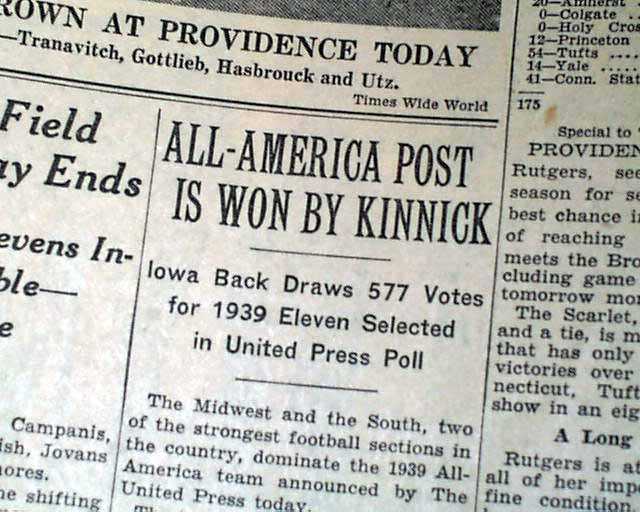 OWN AT PROVIDENCE TODAY
—Tranavitch, Gottlieb, Hasbrouck and Utz.
Times Wide World
Field
ay Ends
evens In-
ble—
e
Campanis,
ish, Jovans
ores.
he shifting
ALL-AMERICA POST
IS WON BY KINNICK
Iowa Back Draws 577 Votes
for 1939 Eleven Selected
in United Press Poll
The Midwest and the South, two
of the strongest football sections in
the country, dominate the 1939 All-
America team announced by The
United Press today.
20—Amherst
0—Colgate
0—Holy Cros
12—Princeton
54—Tufts ....
14—Yale .....
41—Conn. Stat
175
Special to
PROVIDEN
Rutgers, see
season for se
best chance i
of reaching
meets the Bro
cluding game
tomorrow mor
The Scarlet,
and a tie, is m
that has only
victories over
necticut, Tuft
show in an eig
A Long
Rutgers is at
all of her impo
fine condition